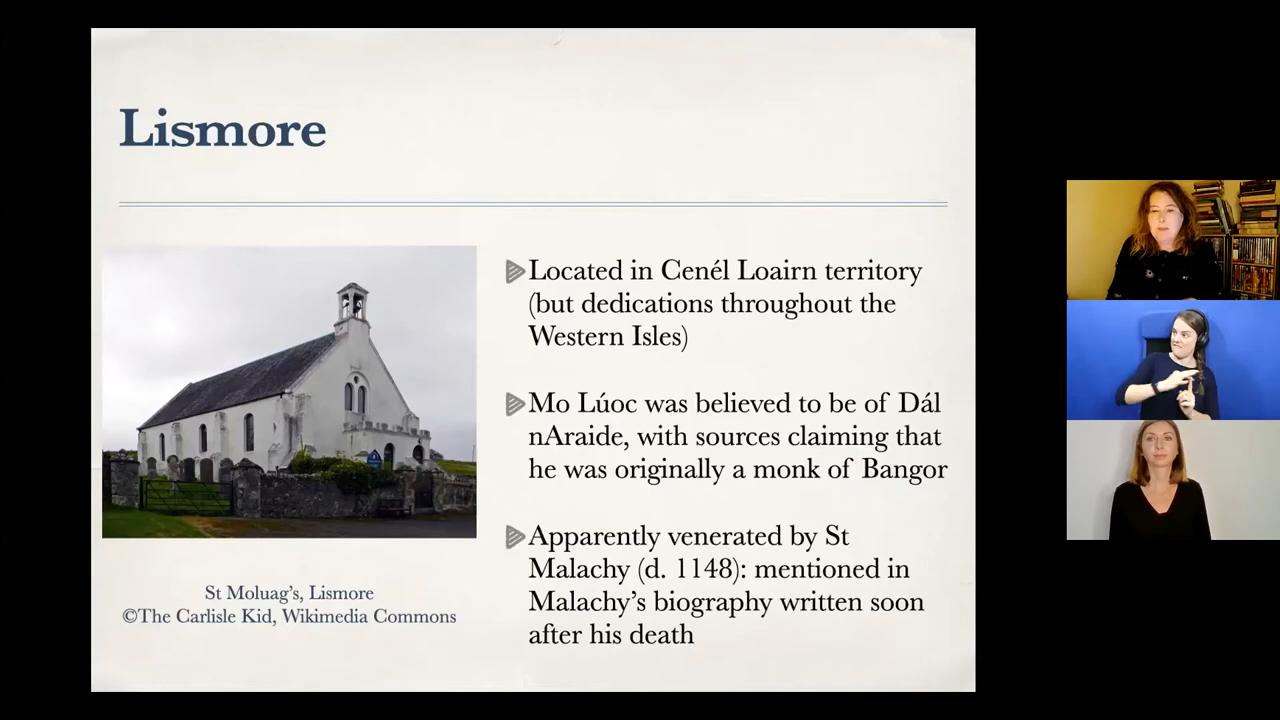 Lismore
Located in Cenél Loairn territory
(but dedications throughout the
Western Isles)
Mo Lúoc was believed to be of Dál
nAraide, with sources claiming that
he was originally a monk of Bangor
Apparently venerated by St
Malachy (d. 1148): mentioned in
Malachy’s biography written soon
after his death
St Moluag’s, Lismore
©The Carlisle Kid, Wikimedia Commons